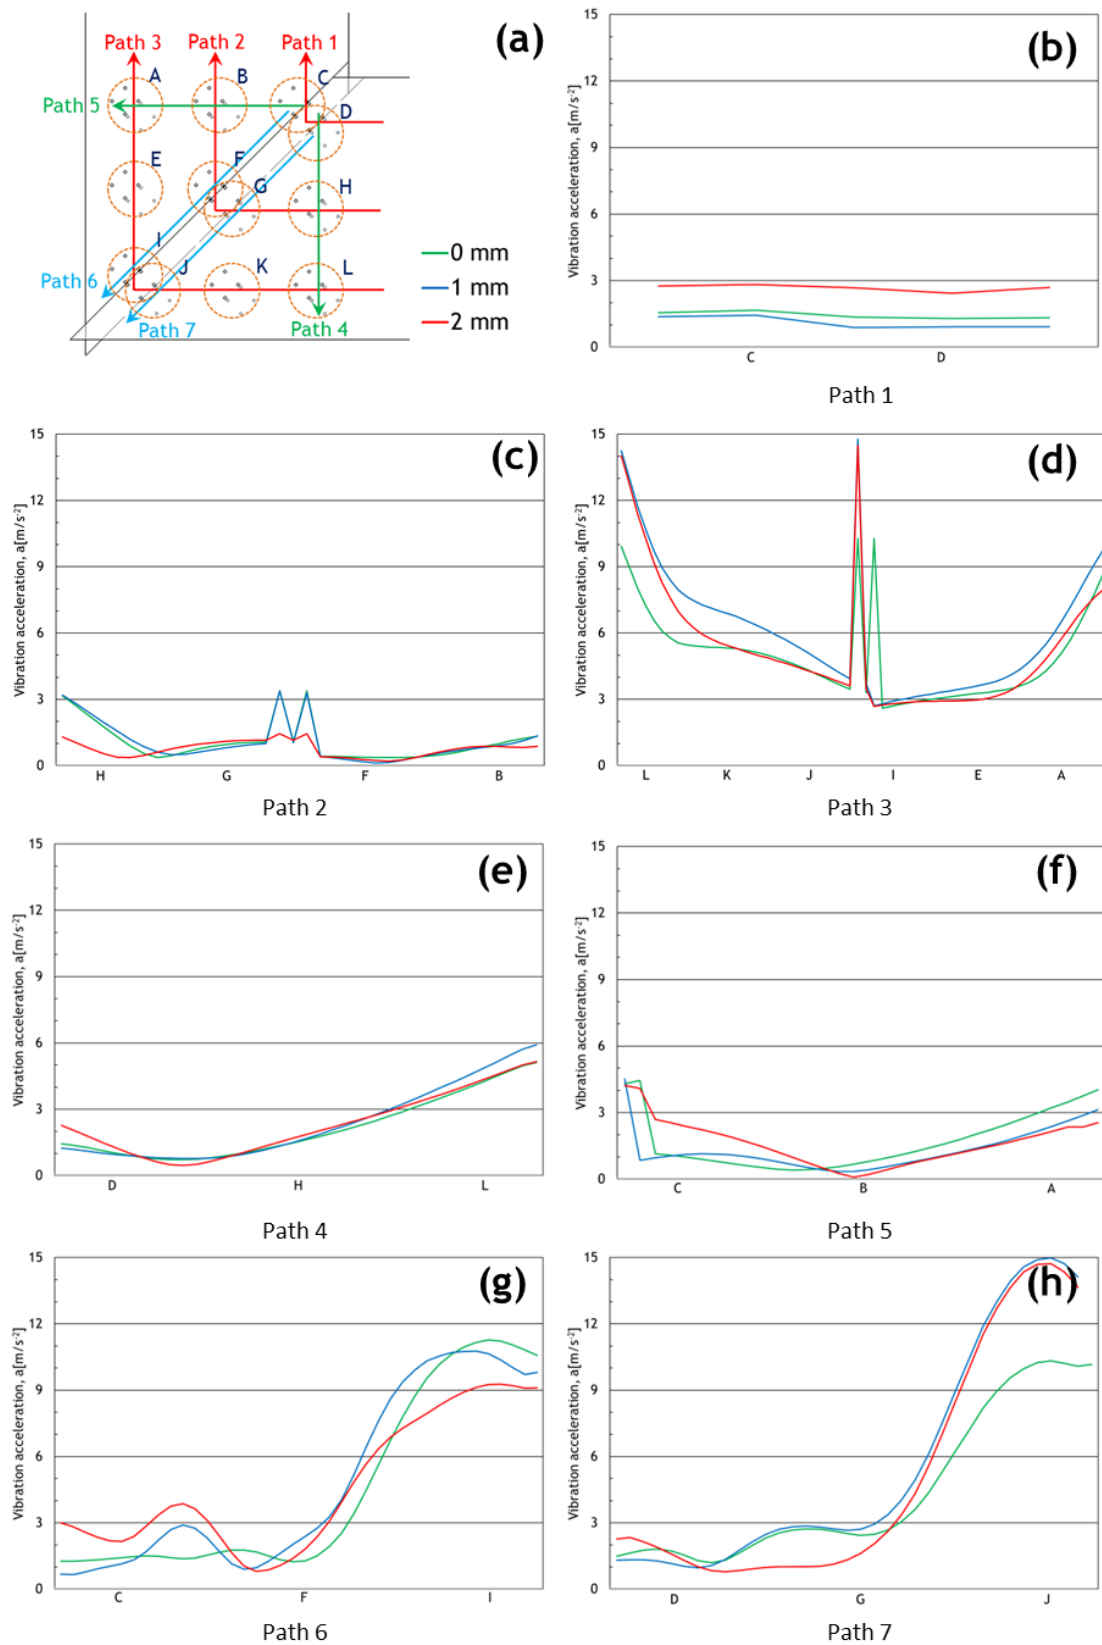 (a)
Path 3
Path 2
Path 1
A
B
C
Path 5
D
E
F
G
H
I
J
K
L
Path 6
Path 7
Path 4
0 mm
1 mm
2 mm
(b)
Vibration acceleration, a[m/s⁻²]
15
12
9
6
3
0
C
D
Path 1
(c)
Vibration acceleration, a[m/s⁻²]
15
12
9
6
3
0
H
G
F
B
Path 2
(d)
Vibration acceleration, a[m/s⁻²]
15
12
9
6
3
0
L
K
J
I
E
A
Path 3
(e)
Vibration acceleration, a[m/s⁻²]
15
12
9
6
3
0
D
H
L
Path 4
(f)
Vibration acceleration, a[m/s⁻²]
15
12
9
6
3
0
C
B
A
Path 5
(g)
Vibration acceleration, a[m/s⁻²]
15
12
9
6
3
0
C
F
I
Path 6
(h)
Vibration acceleration, a[m/s⁻²]
15
12
9
6
3
0
D
G
J
Path 7